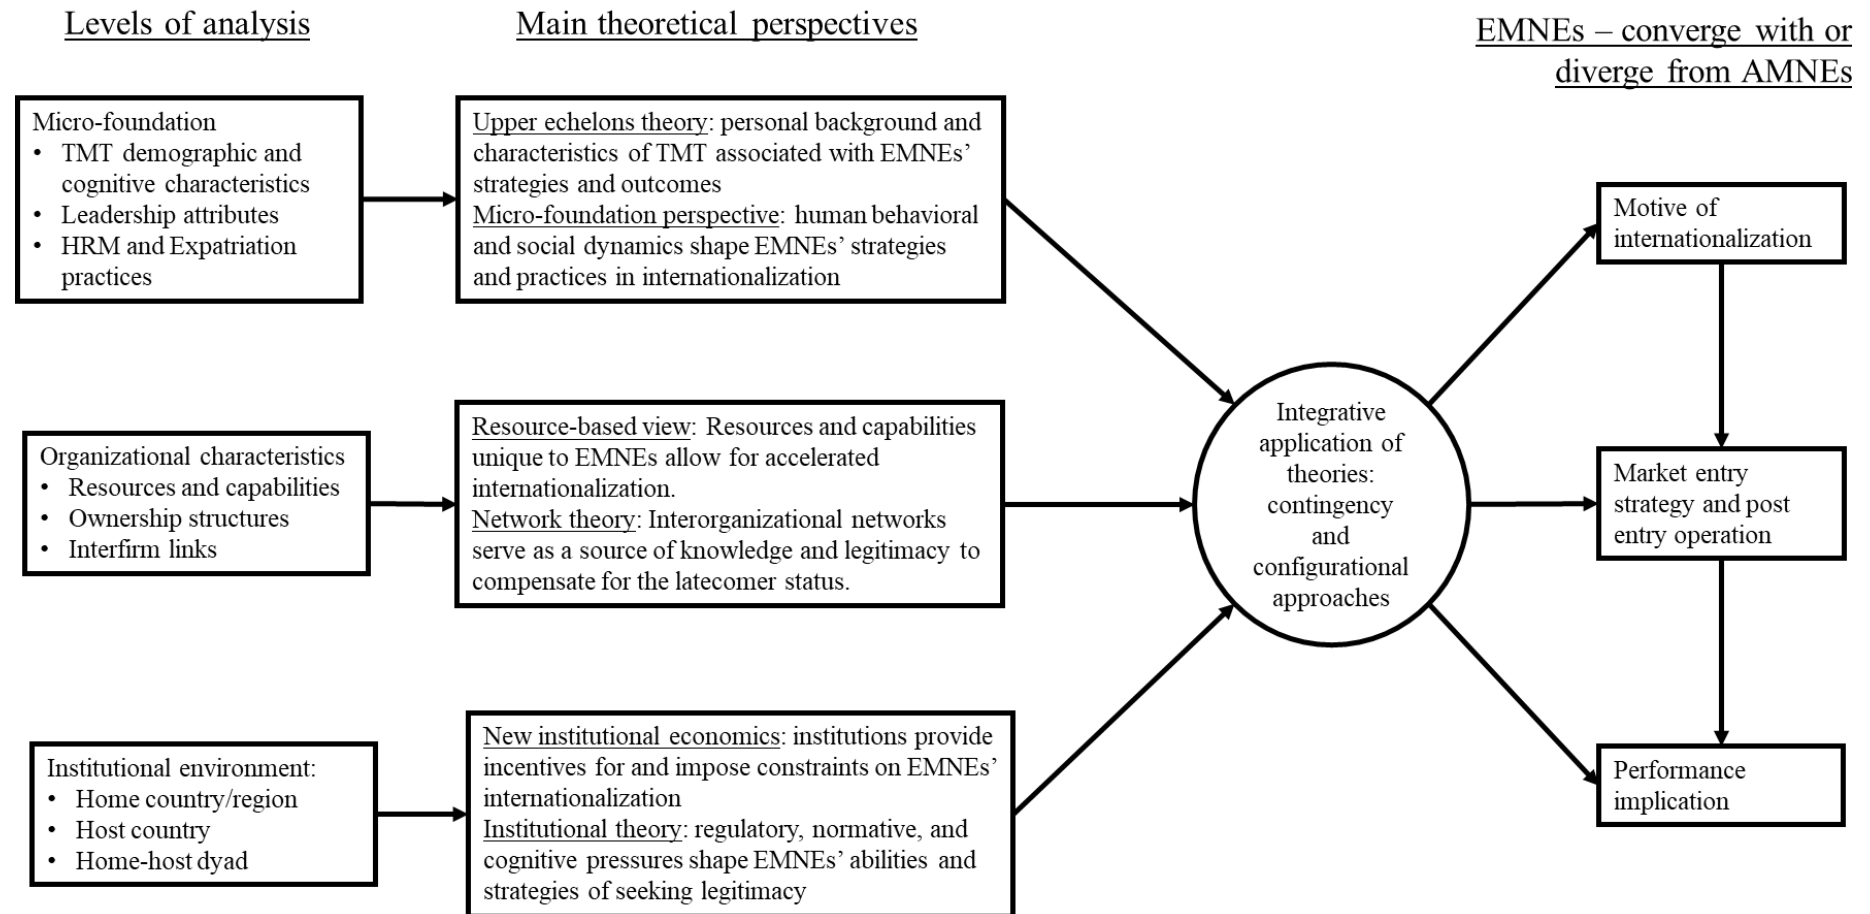 Levels of analysis
Main theoretical perspectives
EMNEs – converge with or
diverge from AMNEs
Micro-foundation
• TMT demographic and
cognitive characteristics
• Leadership attributes
• HRM and Expatriation
practices
Upper echelons theory: personal background and
characteristics of TMT associated with EMNEs’
strategies and outcomes
Micro-foundation perspective: human behavioral
and social dynamics shape EMNEs’ strategies
and practices in internationalization
Organizational characteristics
• Resources and capabilities
• Ownership structures
• Interfirm links
Resource-based view: Resources and capabilities
unique to EMNEs allow for accelerated
internationalization.
Network theory: Interorganizational networks
serve as a source of knowledge and legitimacy to
compensate for the latecomer status.
Institutional environment:
• Home country/region
• Host country
• Home-host dyad
New institutional economics: institutions provide
incentives for and impose constraints on EMNEs’
internationalization
Institutional theory: regulatory, normative, and
cognitive pressures shape EMNEs’ abilities and
strategies of seeking legitimacy
Integrative
application of
theories:
contingency
and
configurational
approaches
Motive of
internationalization
Market entry
strategy and post
entry operation
Performance
implication